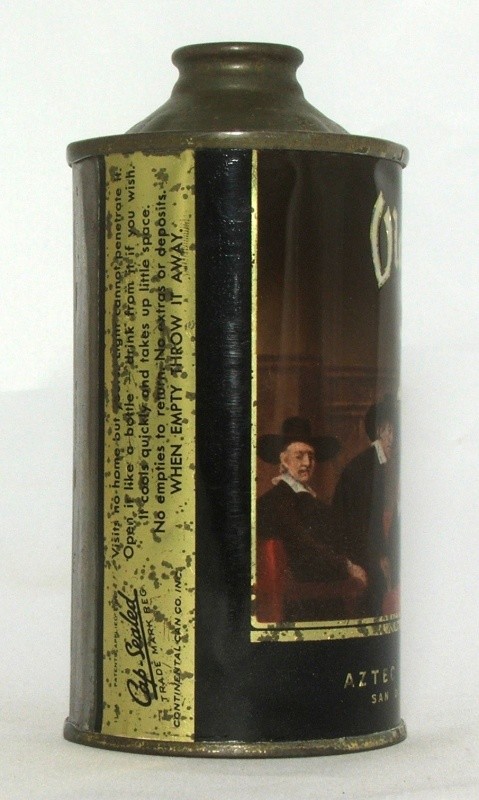 Visits no home but yours. Light cannot penetrate it.
Open it like a bottle - drink from it if you wish.
It cools quickly and takes up little space.
No empties to return. No extras or deposits.
WHEN EMPTY THROW IT AWAY.
Cap-Sealed
TRADE MARK REG
CONTINENTAL CAN CO. INC.
OU
AZTEC
SAN D